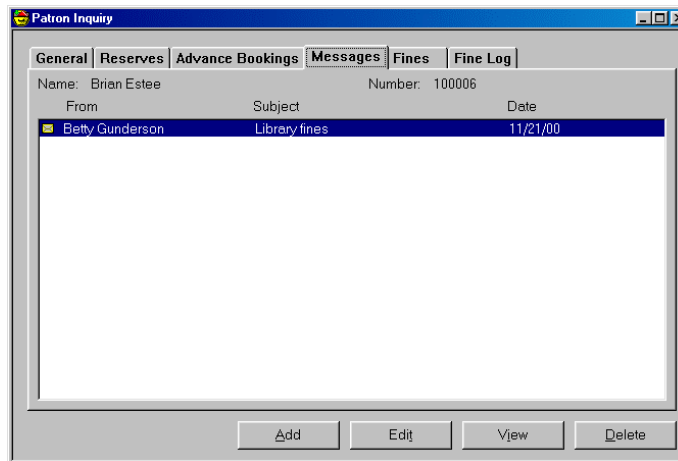 Patron Inquiry
General Reserves Advance Bookings Messages Fines Fine Log
Name: Brian Estee Number: 100006
From Subject Date
Betty Gunderson Library fines 11/21/00
Add Edit View Delete